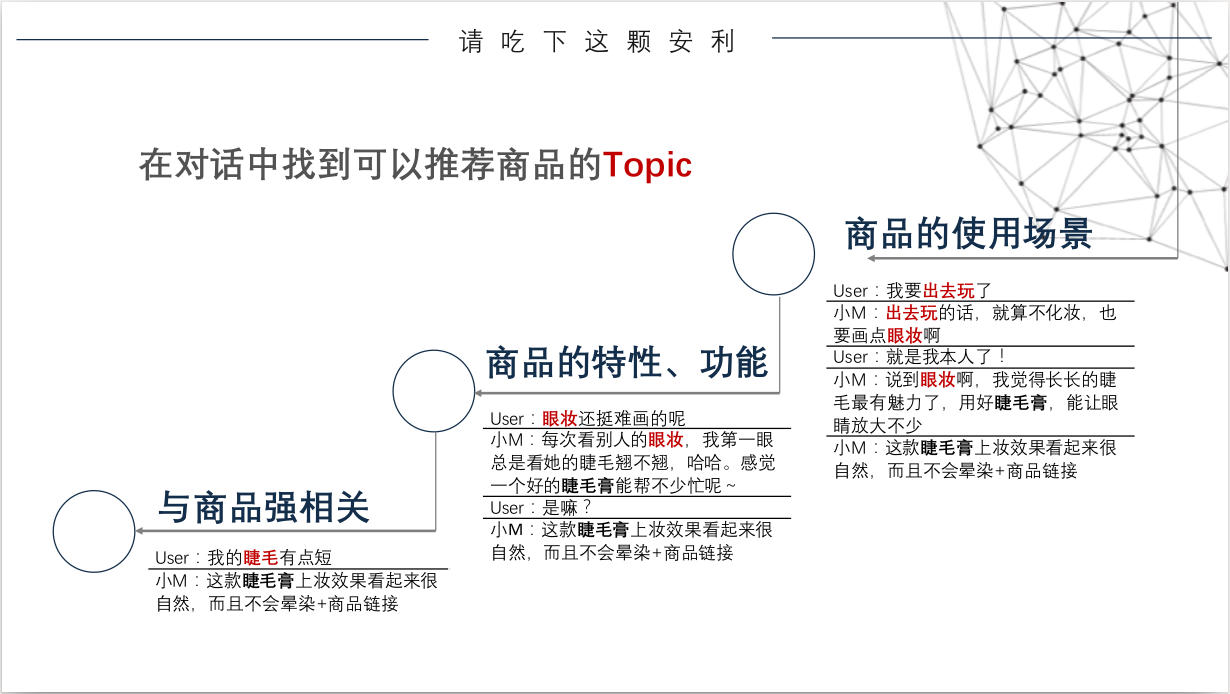 请吃下这颗安利
在对话中找到可以推荐商品的Topic
商品的使用场景
User：我要出去玩了
小M：出去玩的话，就算不化妆，也
要画点眼妆啊
User：就是我本人了！
小M：说到眼妆啊，我觉得长长的睫
毛最有魅力了，用好睫毛膏，能让眼
睛放大不少
小M：这款睫毛膏上妆效果看起来很
自然，而且不会晕染+商品链接
商品的特性、功能
User：眼妆还挺难画的呢
小M：每次看别人的眼妆，我第一眼
总是看她的睫毛翘不翘，哈哈。感觉
一个好的睫毛膏能帮不少忙呢～
User：是嘛？
小M：这款睫毛膏上妆效果看起来很
自然，而且不会晕染+商品链接
与商品强相关
User：我的睫毛有点短
小M：这款睫毛膏上妆效果看起来很
自然，而且不会晕染+商品链接